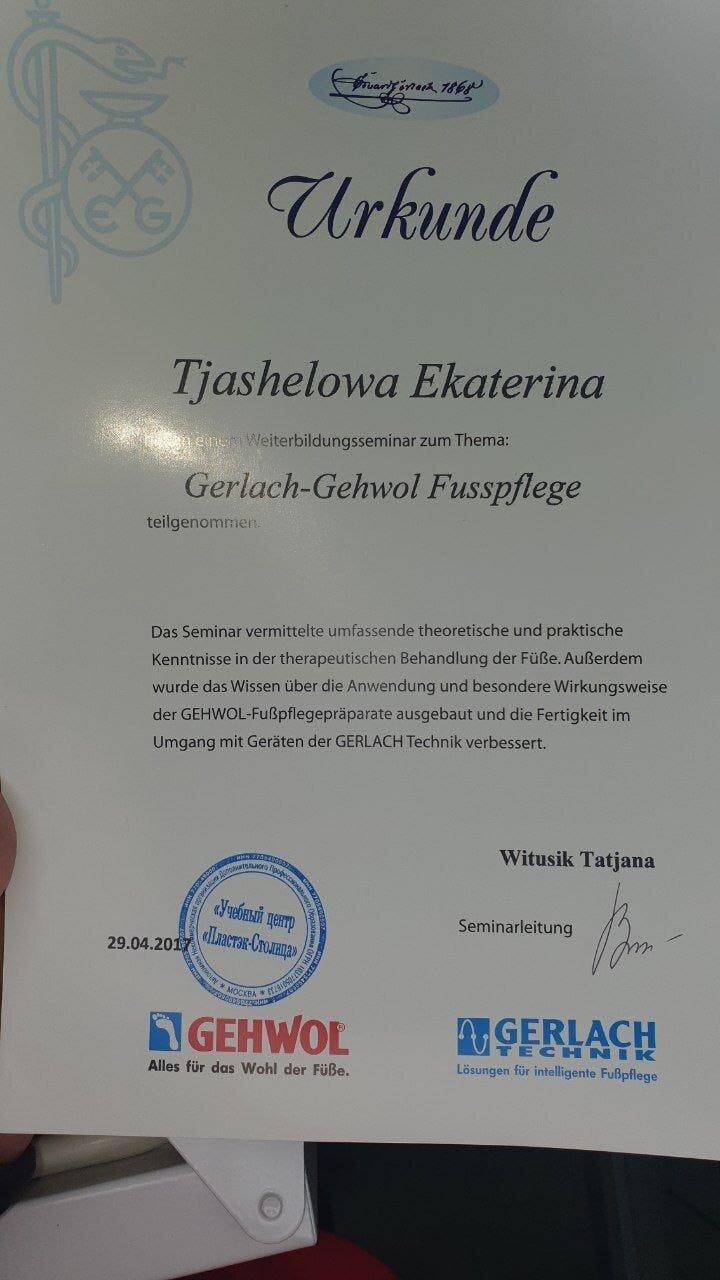 1868
E G
Urkunde
Tjashelowa Ekaterina
einem Weiterbildungsseminar zum Thema:
Gerlach-Gehwol Fusspflege
teilgenommen.
Das Seminar vermittelte umfassende theoretische und praktische
Kenntnisse in der therapeutischen Behandlung der Füße. Außerdem
wurde das Wissen über die Anwendung und besondere Wirkungsweise
der GEHWOL-Fußpflegepräparate ausgebaut und die Fertigkeit im
Umgang mit Geräten der GERLACH Technik verbessert.
Witusik Tatjana
Seminarleitung
29.04.2017
«Учебный центр
«Пластэк-Столица»
* МОСКВА *
GEHWOL®
Alles für das Wohl der Füße.
GERLACH
TECHNIK
Lösungen für intelligente Fußpflege